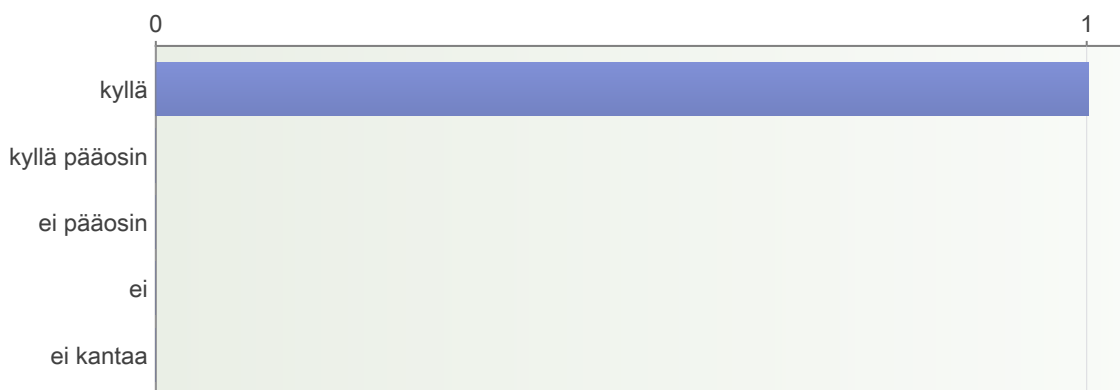 0 1
kyllä
kyllä pääosin
ei pääosin
ei
ei kantaa